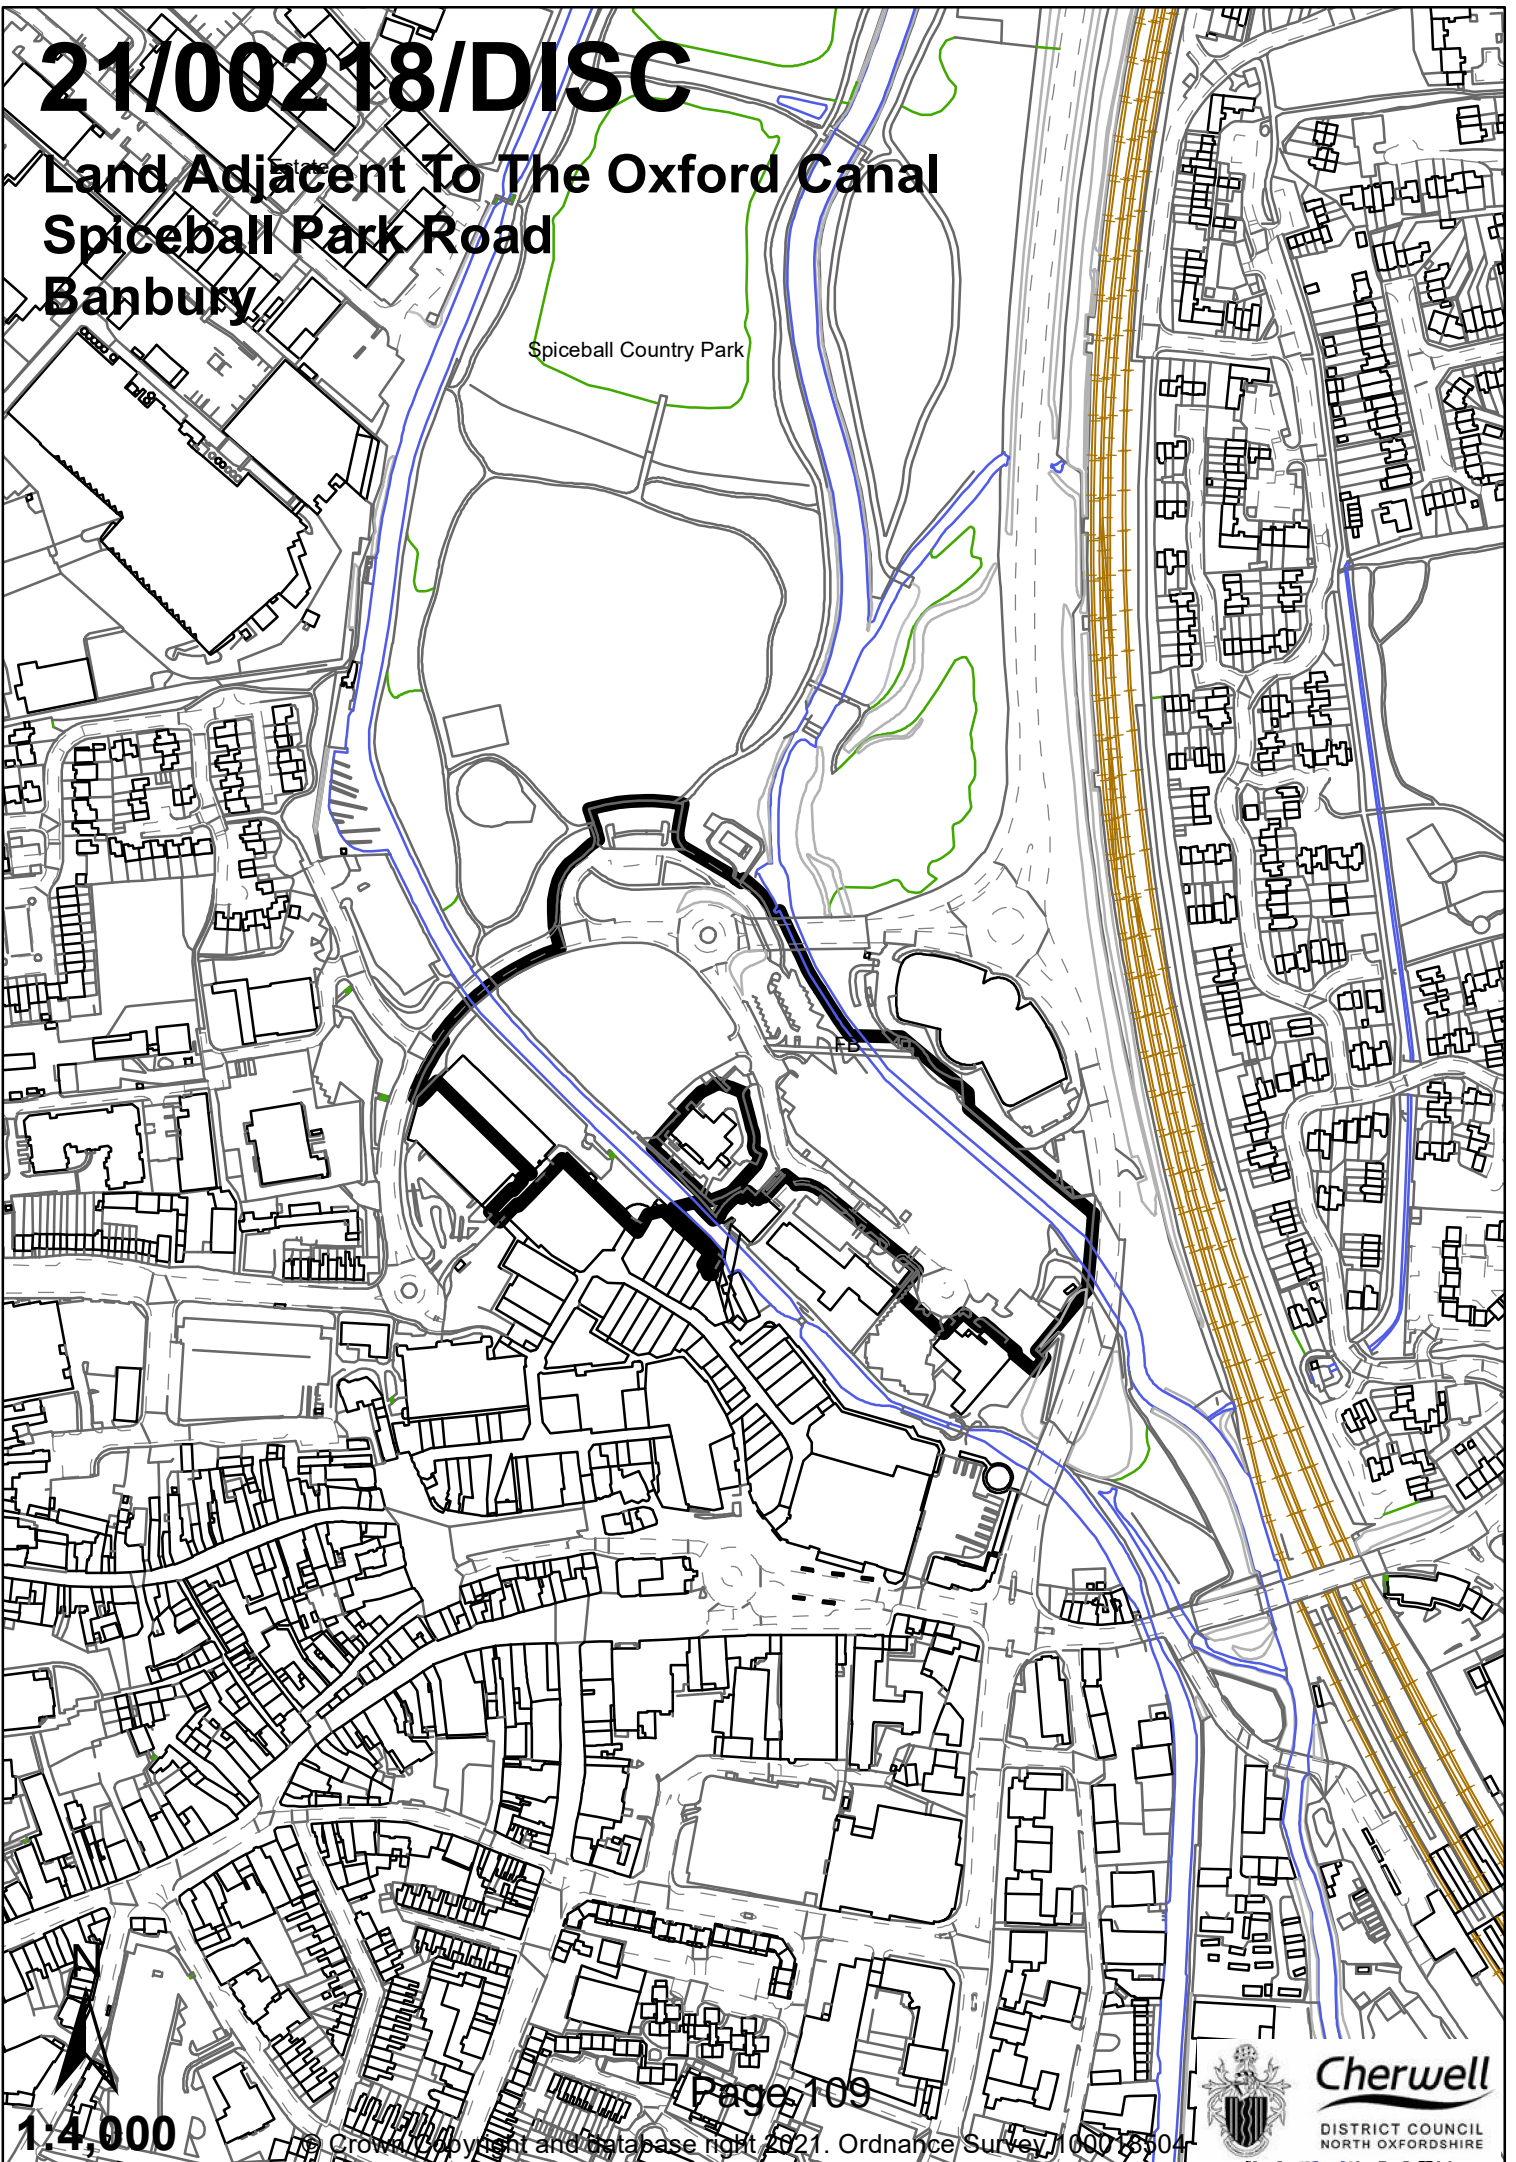 21/00218/DISC
Estate
Land Adjacent To The Oxford Canal
Spiceball Park Road
Banbury
Spiceball Country Park
FB
N
Page 109
1:4,000
© Crown Copyright and database right 2021. Ordnance Survey 100018504
Cherwell
DISTRICT COUNCIL
NORTH OXFORDSHIRE